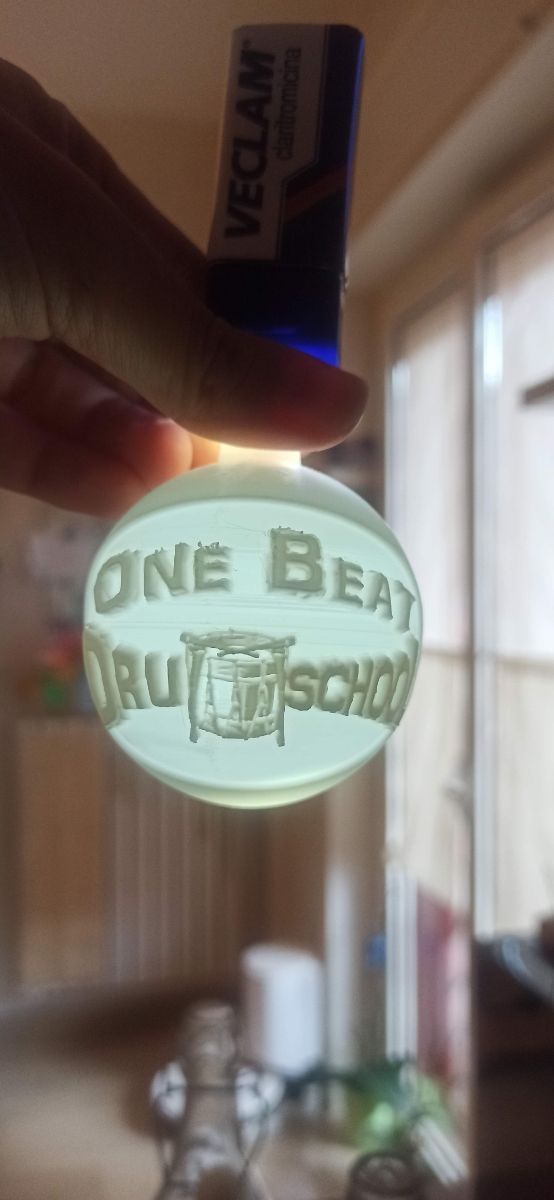 VECLAM®
claritromicina
ONE BEAT
DRU SCHOOL